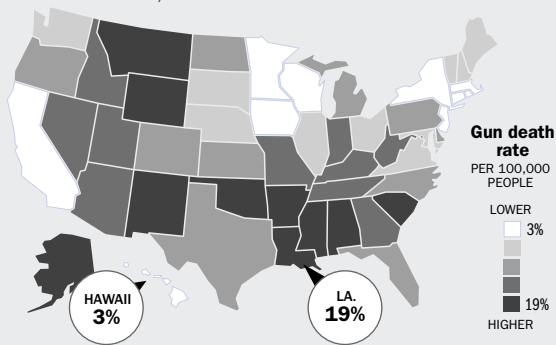 Gun death
rate
PER 100,000
PEOPLE
LOWER
3%
19%
HIGHER
HAWAII
3%
LA.
19%